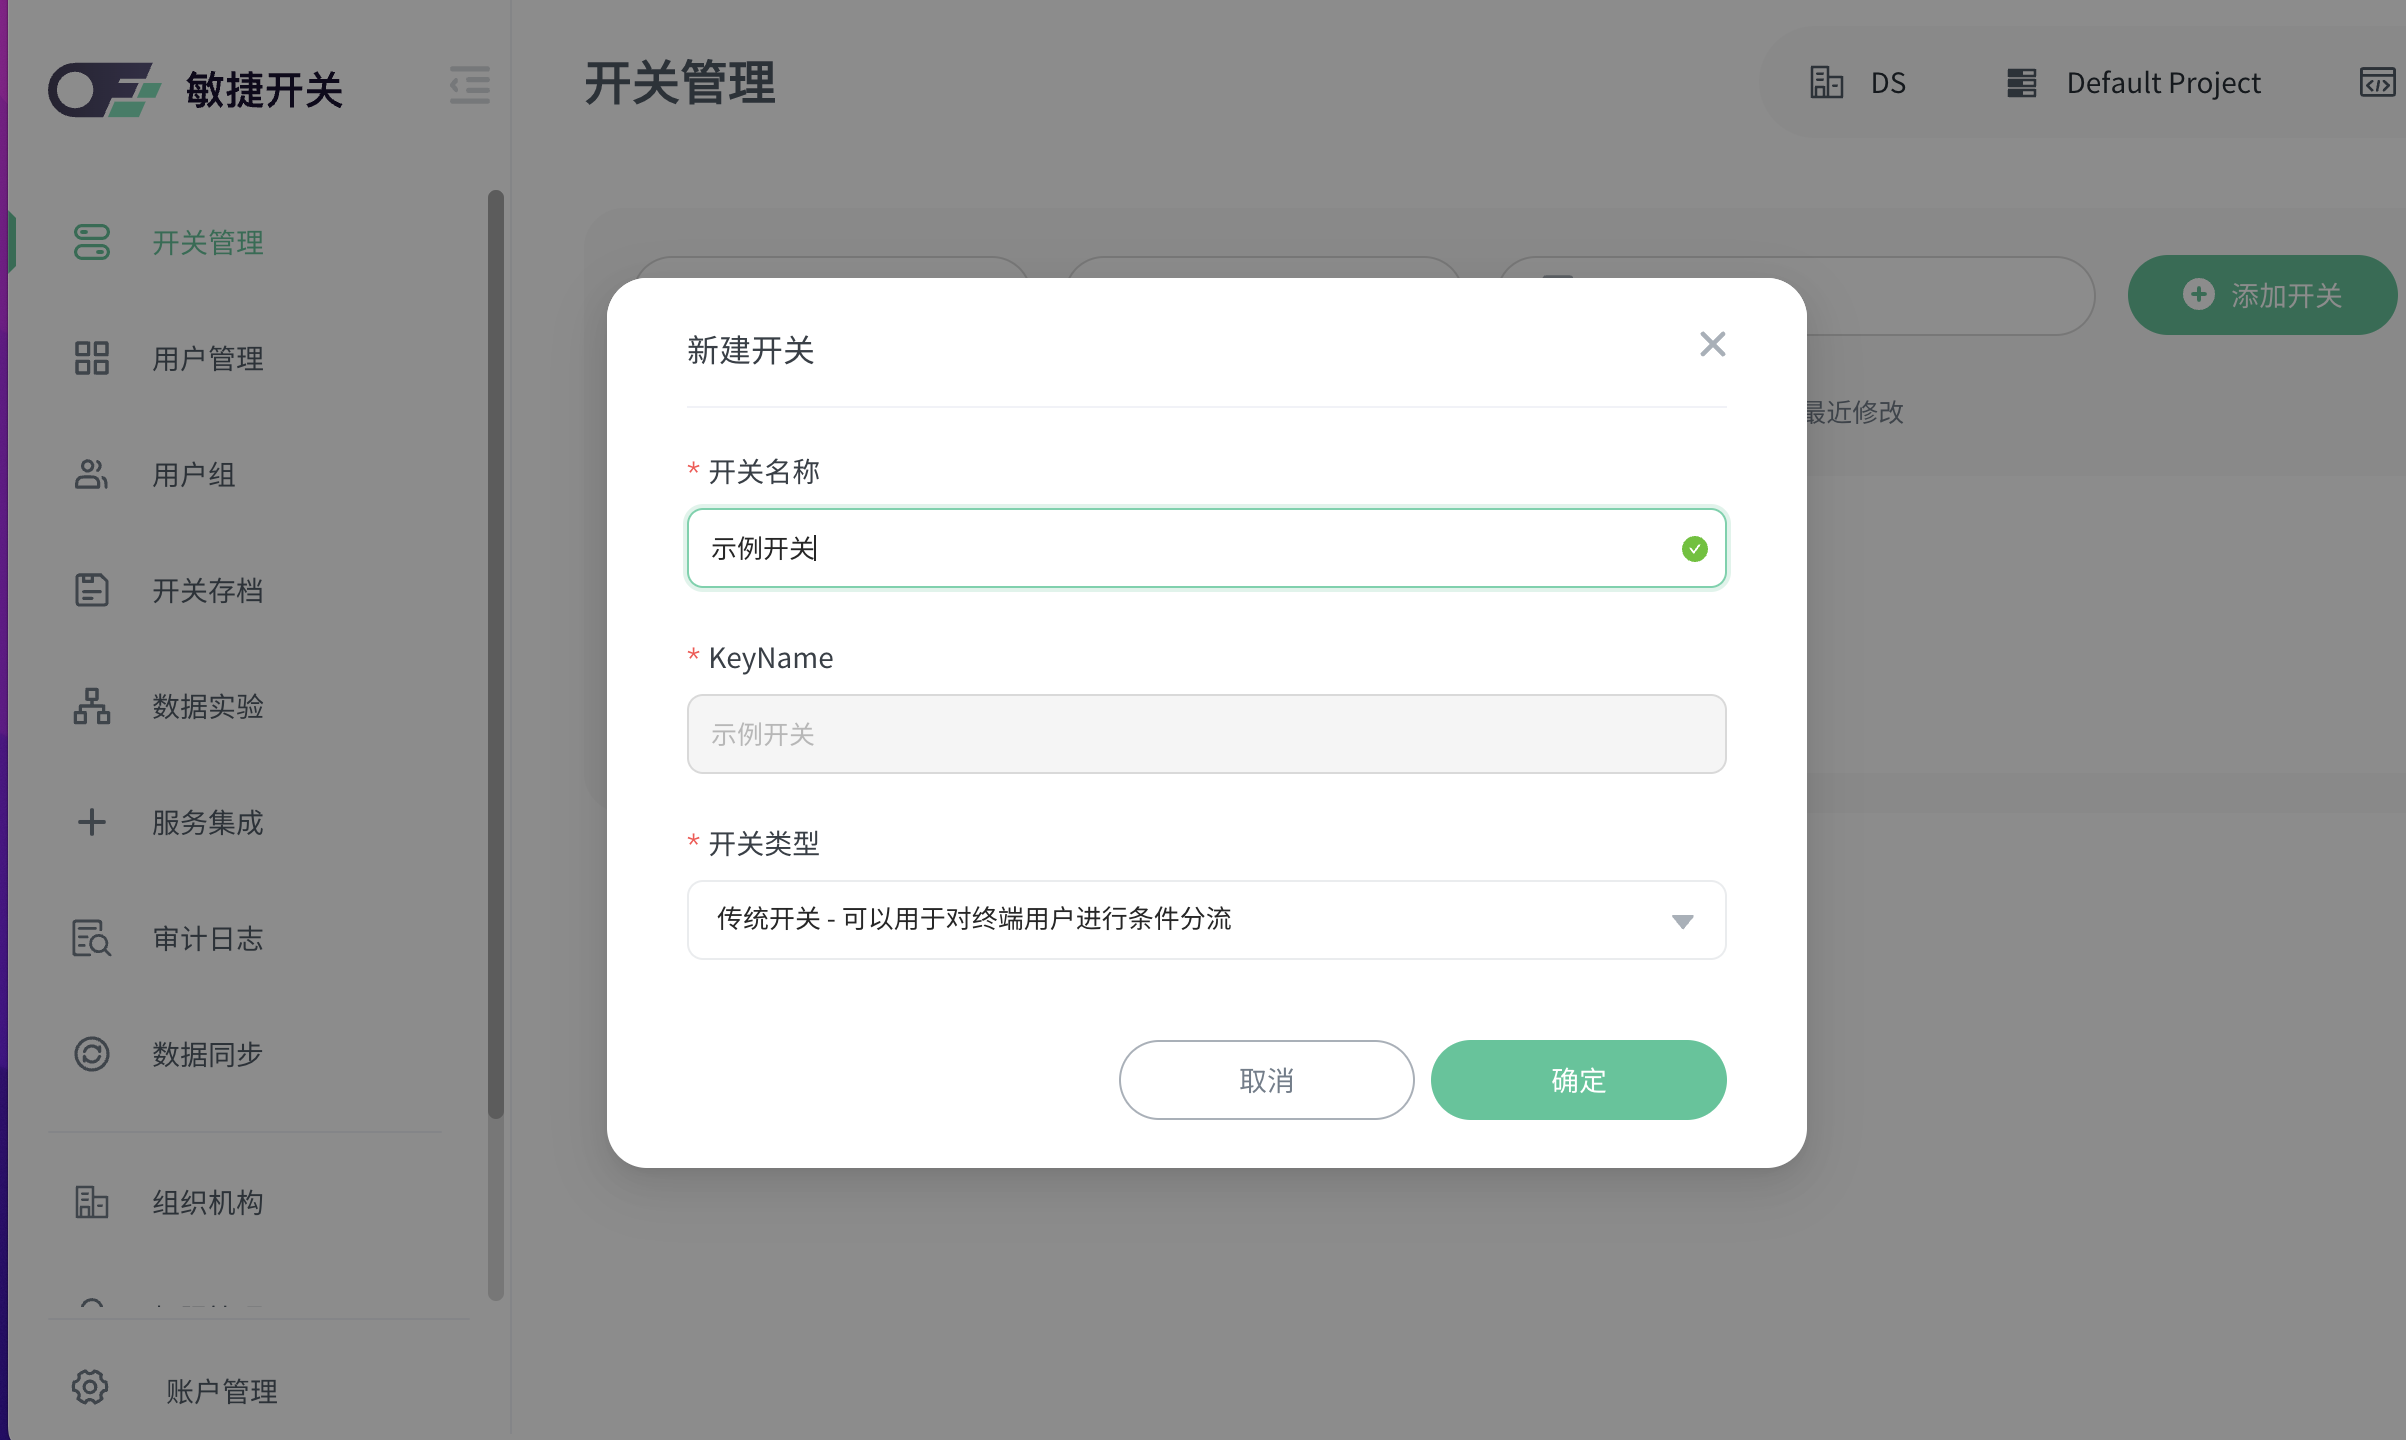 敏捷开关
开关管理
DS
Default Project
开关管理
用户管理
用户组
开关存档
数据实验
服务集成
审计日志
数据同步
组织机构
账户管理
添加开关
最近修改
新建开关
* 开关名称
示例开关
* KeyName
示例开关
* 开关类型
传统开关 - 可以用于对终端用户进行条件分流
取消
确定